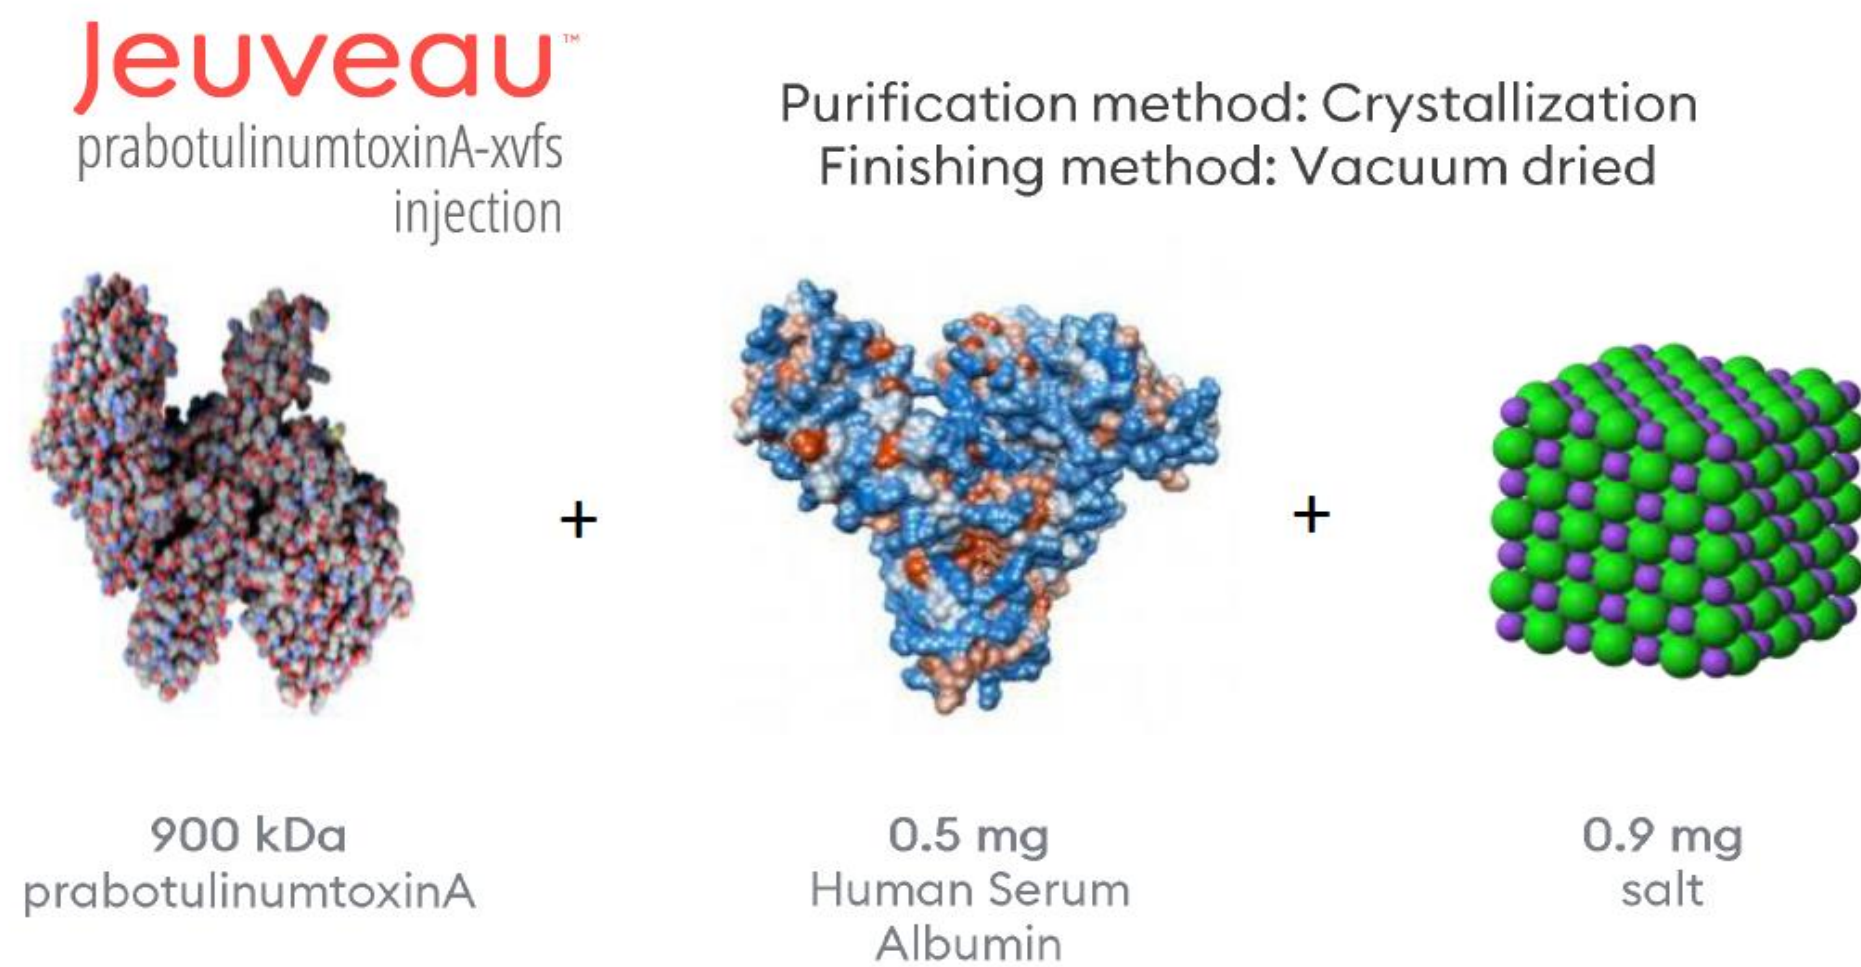 Jeuveau™
prabotulinumtoxinA-xvfs
injection
Purification method: Crystallization
Finishing method: Vacuum dried
+
+
900 kDa
prabotulinumtoxinA
0.5 mg
Human Serum
Albumin
0.9 mg
salt